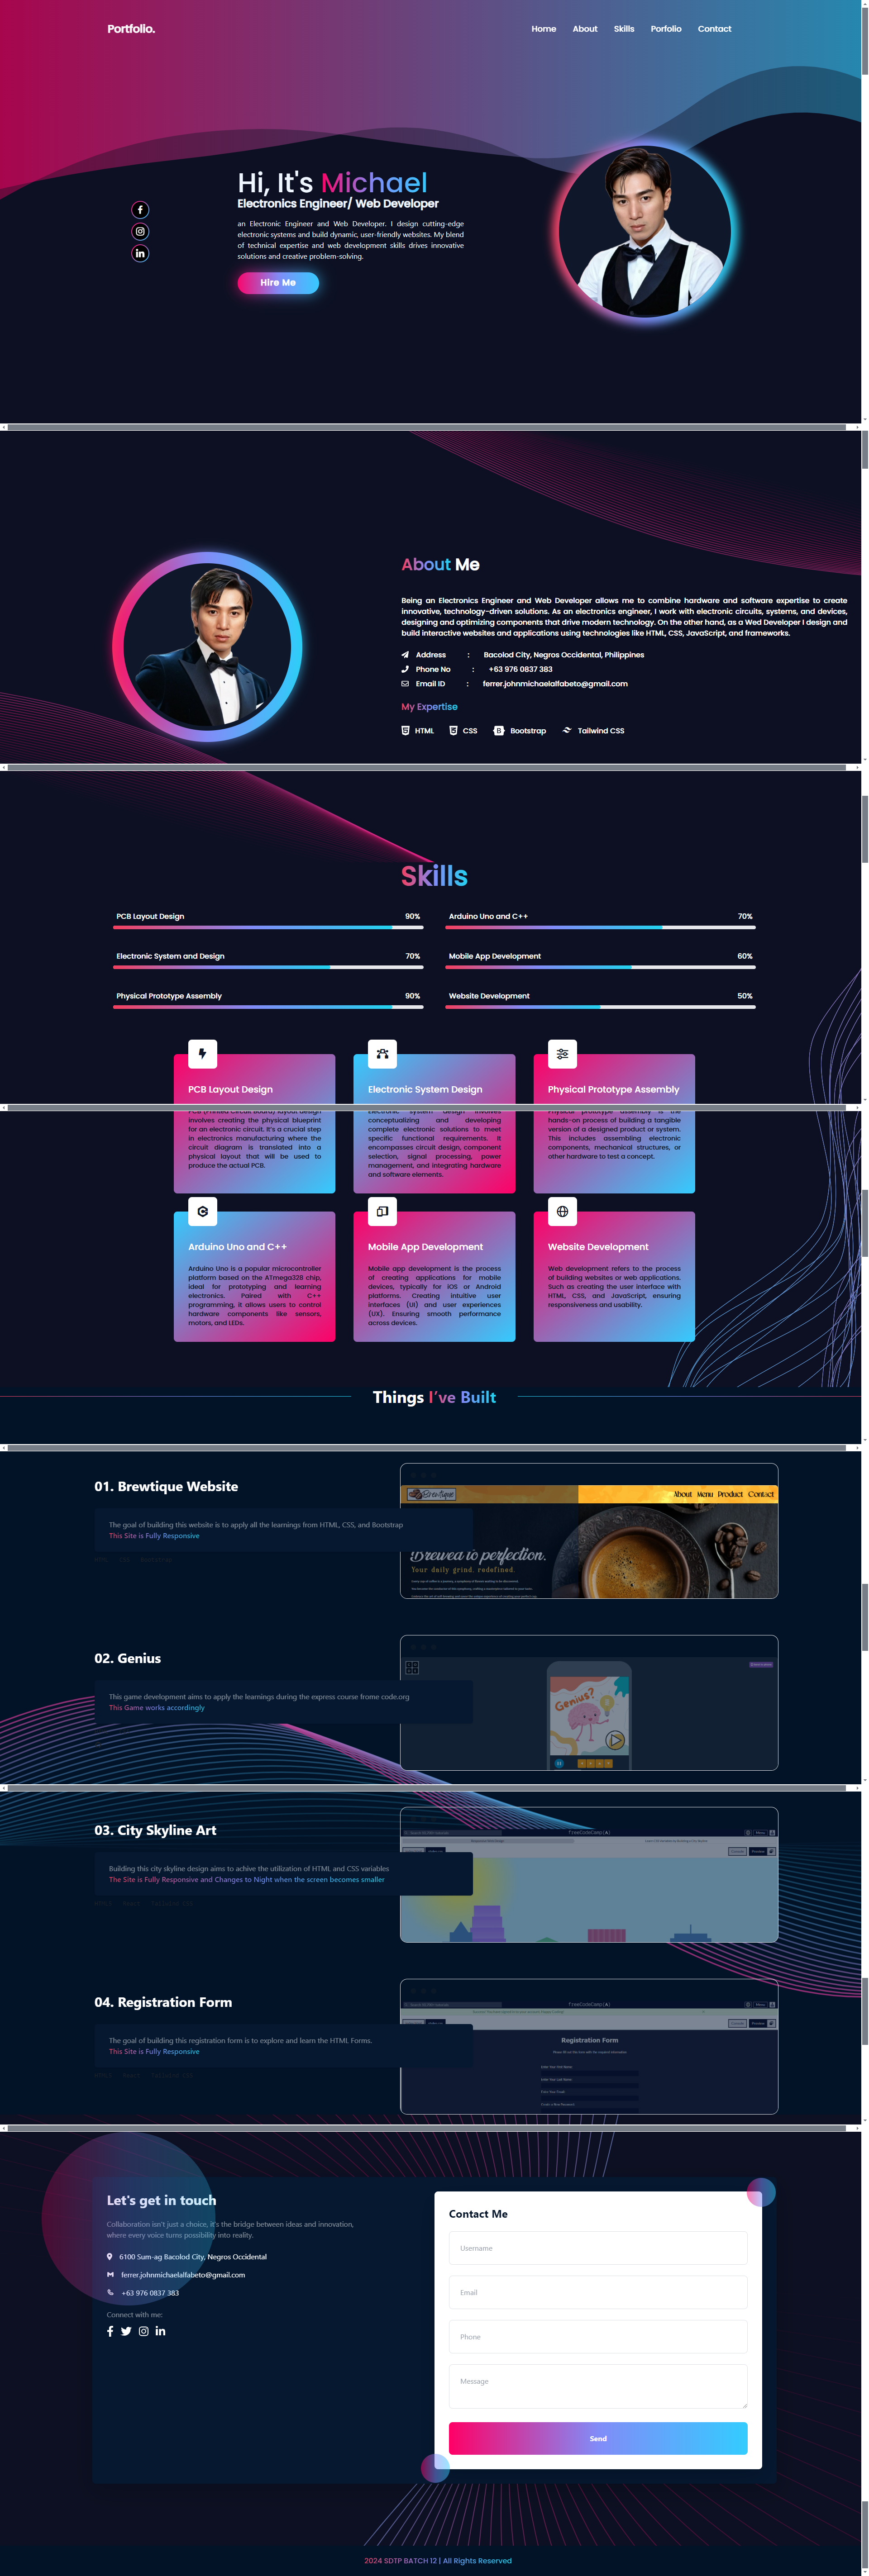 Portfolio.
Home About Skills Porfolio Contact
Hi, It's Michael
Electronics Engineer/ Web Developer
an Electronic Engineer and Web Developer. I design cutting-edge
electronic systems and build dynamic, user-friendly websites. My blend
of technical expertise and web development skills drives innovative
solutions and creative problem-solving.
Hire Me
About Me
Being an Electronics Engineer and Web Developer allows me to combine hardware and software expertise to create
innovative, technology-driven solutions. As an electronics engineer, I work with electronic circuits, systems, and devices,
designing and optimizing components that drive modern technology. On the other hand, as a Wed Developer I design and
build interactive websites and applications using technologies like HTML, CSS, JavaScript, and frameworks.
Address : Bacolod City, Negros Occidental, Philippines
Phone No : +63 976 0837 383
Email ID : ferrer.johnmichaelalfabeto@gmail.com
My Expertise
HTML CSS Bootstrap Tailwind CSS
Skills
PCB Layout Design 90%
Arduino Uno and C++ 70%
Electronic System and Design 70%
Mobile App Development 60%
Physical Prototype Assembly 90%
Website Development 50%
PCB Layout Design
PCB (Printed Circuit Board) layout design
involves creating the physical blueprint
for an electronic circuit. It's a crucial step
in electronics manufacturing where the
circuit diagram is translated into a
physical layout that will be used to
produce the actual PCB.
Electronic System Design
Electronic system design involves
conceptualizing and developing
complete electronic solutions to meet
specific functional requirements. It
encompasses circuit design, component
selection, signal processing, power
management, and integrating hardware
and software elements.
Physical Prototype Assembly
Physical prototype assembly is the
hands-on process of building a tangible
version of a designed product or system.
This includes assembling electronic
components, mechanical structures, or
other hardware to test a concept.
Arduino Uno and C++
Arduino Uno is a popular microcontroller
platform based on the ATmega328 chip,
ideal for prototyping and learning
electronics. Paired with C++
programming, it allows users to control
hardware components like sensors,
motors, and LEDs.
Mobile App Development
Mobile app development is the process
of creating applications for mobile
devices, typically for iOS or Android
platforms. Creating intuitive user
interfaces (UI) and user experiences
(UX). Ensuring smooth performance
across devices.
Website Development
Web development refers to the process
of building websites or web applications.
Such as creating the user interface with
HTML, CSS, and JavaScript, ensuring
responsiveness and usability.
Things I've Built
01. Brewtique Website
The goal of building this website is to apply all the learnings from HTML, CSS, and Bootstrap
This Site is Fully Responsive
About Menu Product Contact
Brewed to perfection.
Your daily grind, redefined.
02. Genius
This game development aims to apply the learnings during the express course frome code.org
This Game works accordingly
Genius?
03. City Skyline Art
Building this city skyline design aims to achive the utilization of HTML and CSS variables
The Site is Fully Responsive and Changes to Night when the screen becomes smaller
freeCodeCamp(A)
Menu
04. Registration Form
The goal of building this registration form is to explore and learn the HTML Forms.
This Site is Fully Responsive
freeCodeCamp(A)
Menu
Registration Form
Let's get in touch
Collaboration isn't just a choice, it's the bridge between ideas and innovation,
where every voice turns possibility into reality.
6100 Sum-ag Bacolod City, Negros Occidental
ferrer.johnmichaelalfabeto@gmail.com
+63 976 0837 383
Connect with me:
Contact Me
Username
Email
Phone
Message
Send
2024 SDTP BATCH 12 | All Rights Reserved